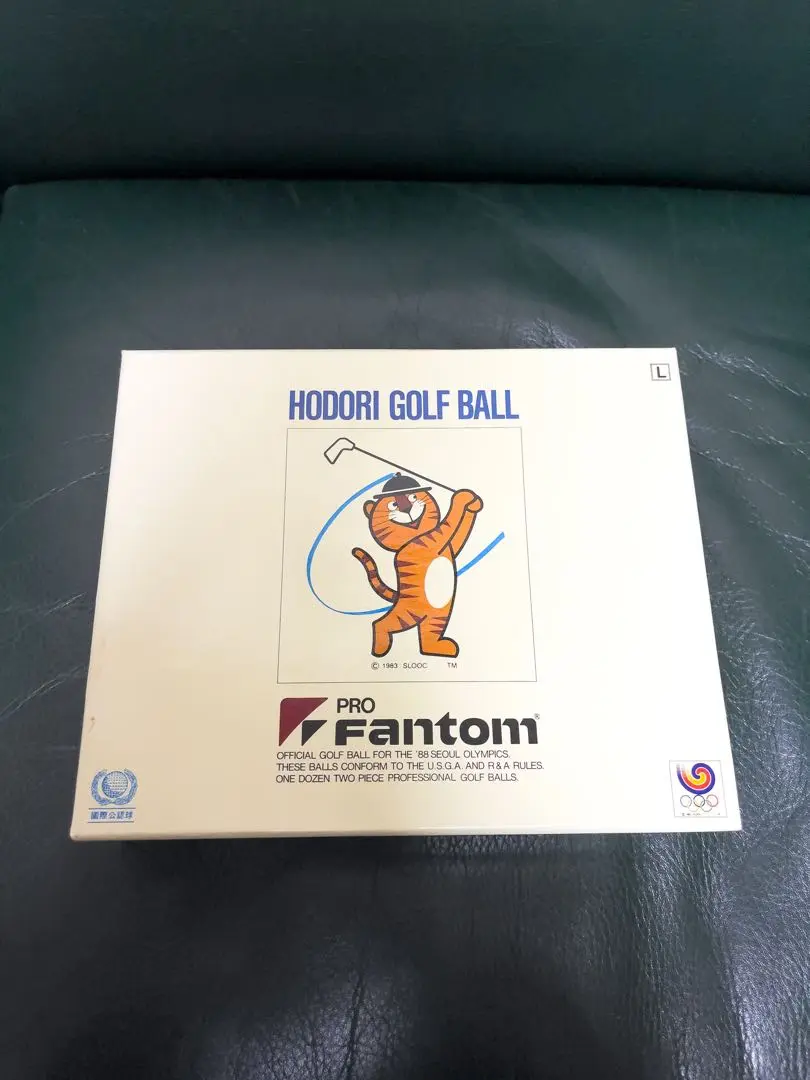 L
HODORI GOLF BALL
© 1983 SLOOC TM
PRO
Fantom®
OFFICIAL GOLF BALL FOR THE '88 SEOUL OLYMPICS.
THESE BALLS CONFORM TO THE U.S.G.A. AND R & A RULES.
ONE DOZEN TWO PIECE PROFESSIONAL GOLF BALLS.
國際公認球